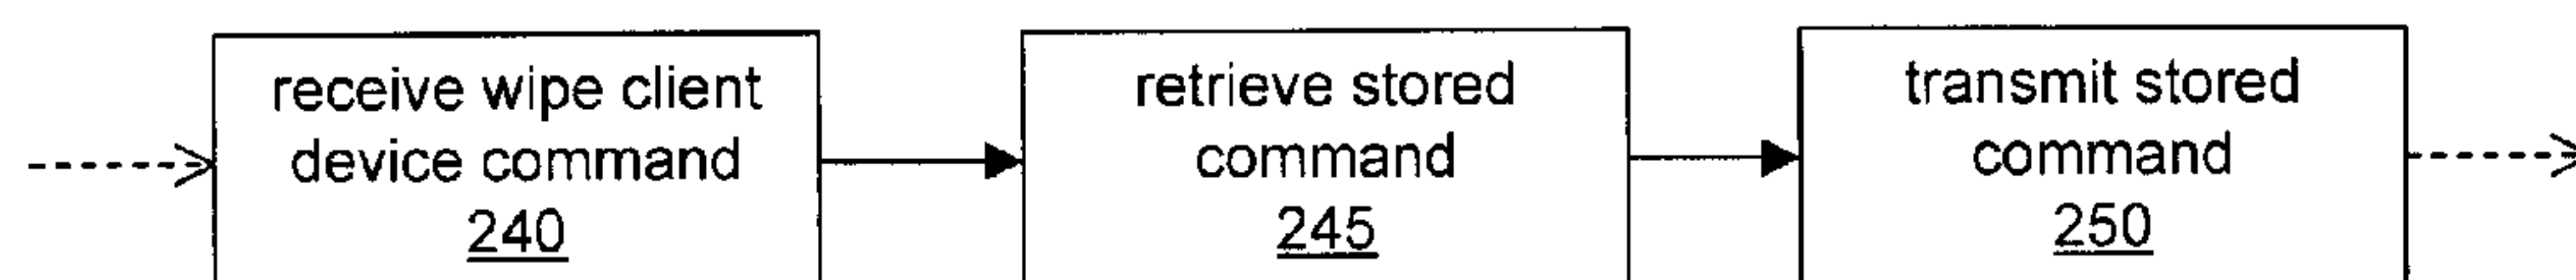 receive wipe client
device command
240
retrieve stored
command
245
transmit stored
command
250